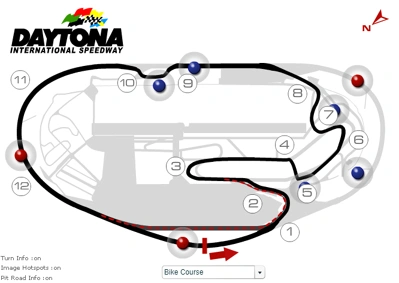 DAYTONA
INTERNATIONAL SPEEDWAY
N
11
10
9
8
7
6
5
4
3
2
1
12
Turn Info :on
Image Hotspots :on
Pit Road Info :on
Bike Course